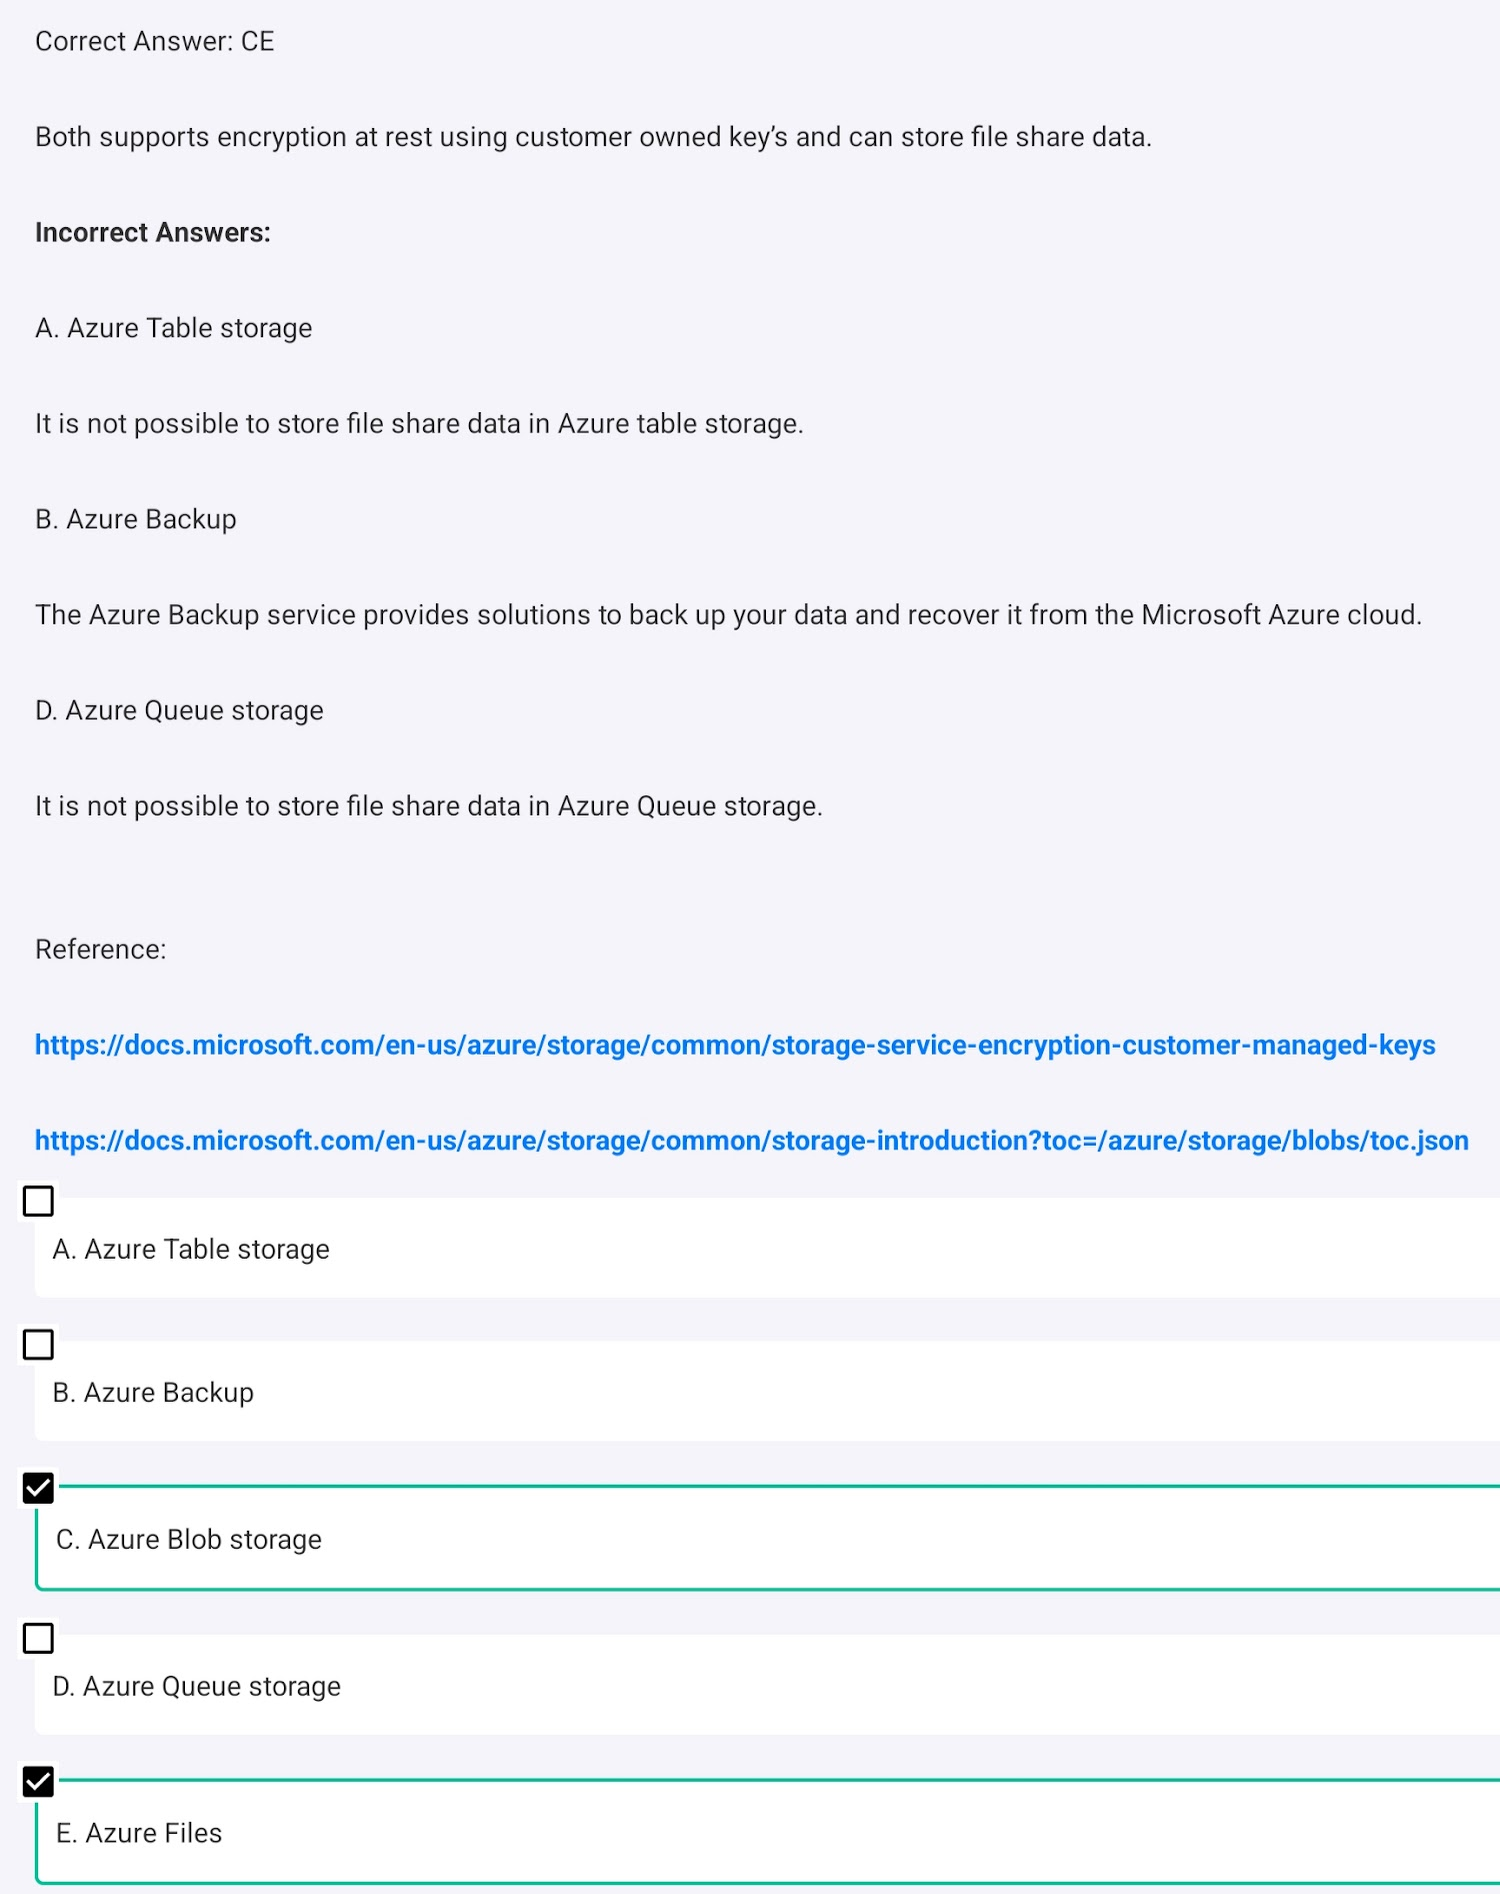 Correct Answer: CE
Both supports encryption at rest using customer owned key’s and can store file share data.
Incorrect Answers:
A. Azure Table storage
It is not possible to store file share data in Azure table storage.
B. Azure Backup
The Azure Backup service provides solutions to back up your data and recover it from the Microsoft Azure cloud.
D. Azure Queue storage
It is not possible to store file share data in Azure Queue storage.
Reference:
https://docs.microsoft.com/en-us/azure/storage/common/storage-service-encryption-customer-managed-keys
https://docs.microsoft.com/en-us/azure/storage/common/storage-introduction?toc=/azure/storage/blobs/toc.json
A. Azure Table storage
B. Azure Backup
C. Azure Blob storage
D. Azure Queue storage
E. Azure Files